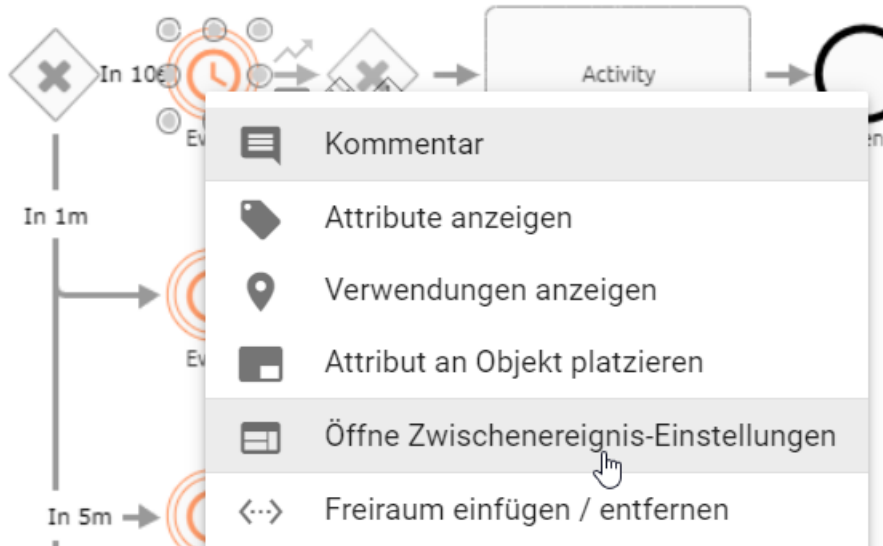 In 10
Activity
Kommentar
Attribute anzeigen
In 1m
Verwendungen anzeigen
Attribut an Objekt platzieren
Öffne Zwischenereignis-Einstellungen
In 5m
Freiraum einfügen / entfernen